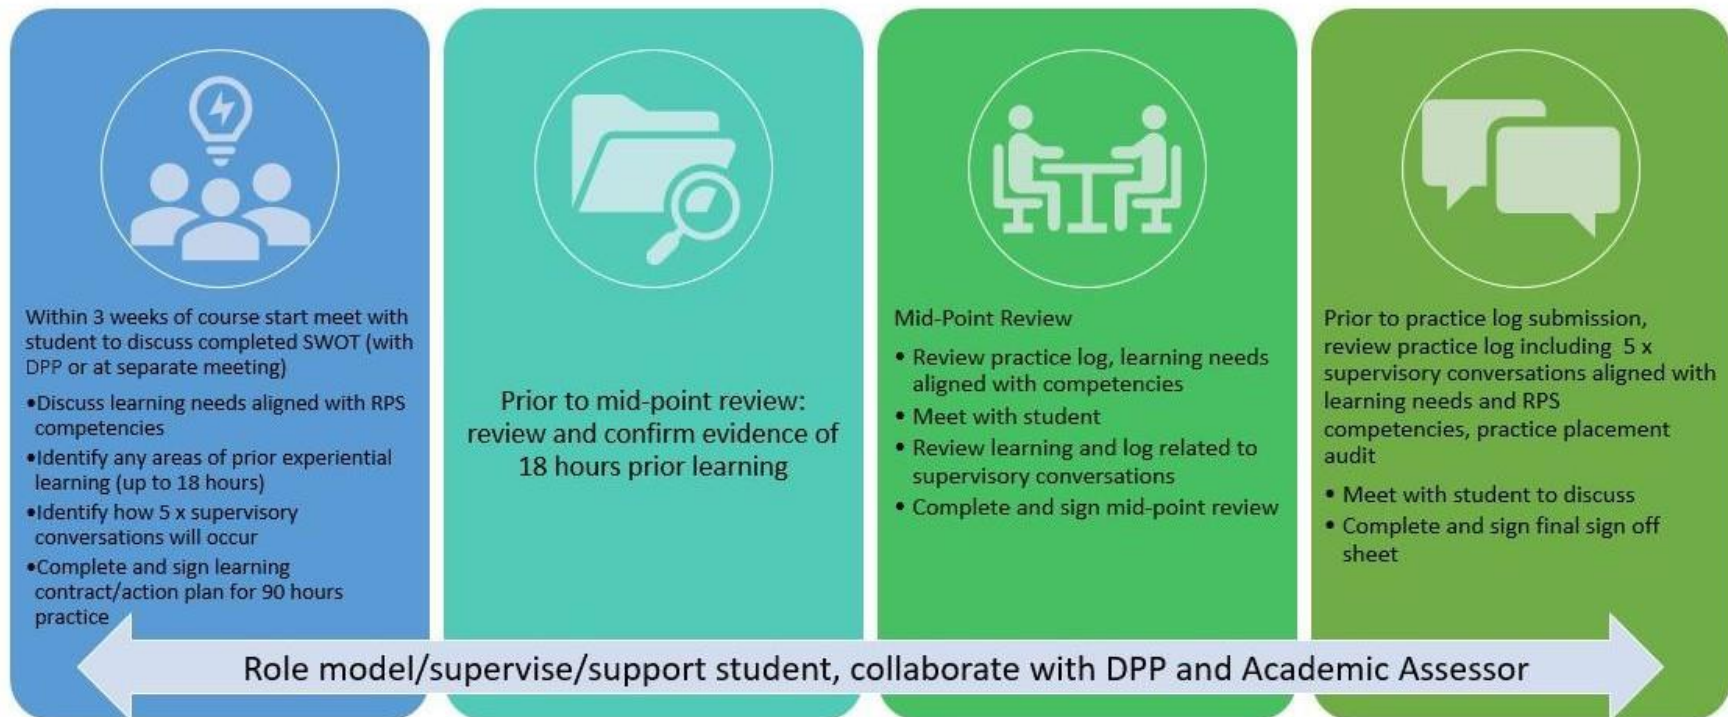 Within 3 weeks of course start meet with
student to discuss completed SWOT (with
DPP or at separate meeting)
•Discuss learning needs aligned with RPS
competencies
•Identify any areas of prior experiential
learning (up to 18 hours)
•Identify how 5 x supervisory
conversations will occur
•Complete and sign learning
contract/action plan for 90 hours
practice
Prior to mid-point review:
review and confirm evidence of
18 hours prior learning
Mid-Point Review
• Review practice log, learning needs
aligned with competencies
• Meet with student
• Review learning and log related to
supervisory conversations
• Complete and sign mid-point review
Prior to practice log submission,
review practice log including 5 x
supervisory conversations aligned with
learning needs and RPS
competencies, practice placement
audit
• Meet with student to discuss
• Complete and sign final sign off
sheet
Role model/supervise/support student, collaborate with DPP and Academic Assessor